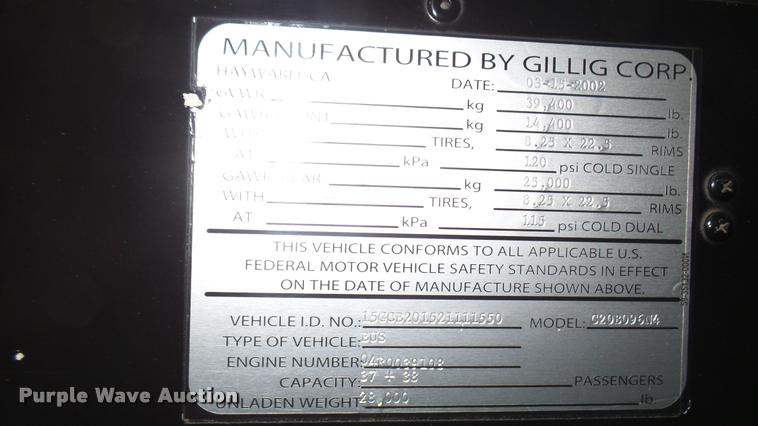 MANUFACTURED BY GILLIG CORP.
HAYWARD, CA DATE: 03-15-2002
GVWR kg 39,400 lb.
GAWR FRONT kg 14,400 lb.
WITH TIRES, 8.25 X 22.5 RIMS
AT kPa 120 psi COLD SINGLE
GAWR REAR kg 25,000 lb.
WITH TIRES, 8.25 X 22.5 RIMS
AT kPa 115 psi COLD DUAL
THIS VEHICLE CONFORMS TO ALL APPLICABLE U.S.
FEDERAL MOTOR VEHICLE SAFETY STANDARDS IN EFFECT
ON THE DATE OF MANUFACTURE SHOWN ABOVE.
VEHICLE I.D. NO.: 15GCB201521111550 MODEL: C20B096N4
TYPE OF VEHICLE: BUS
ENGINE NUMBER: 04R0039108
CAPACITY: 37 + 38 PASSENGERS
UNLADEN WEIGHT: 28,000 lb.
Purple Wave Auction